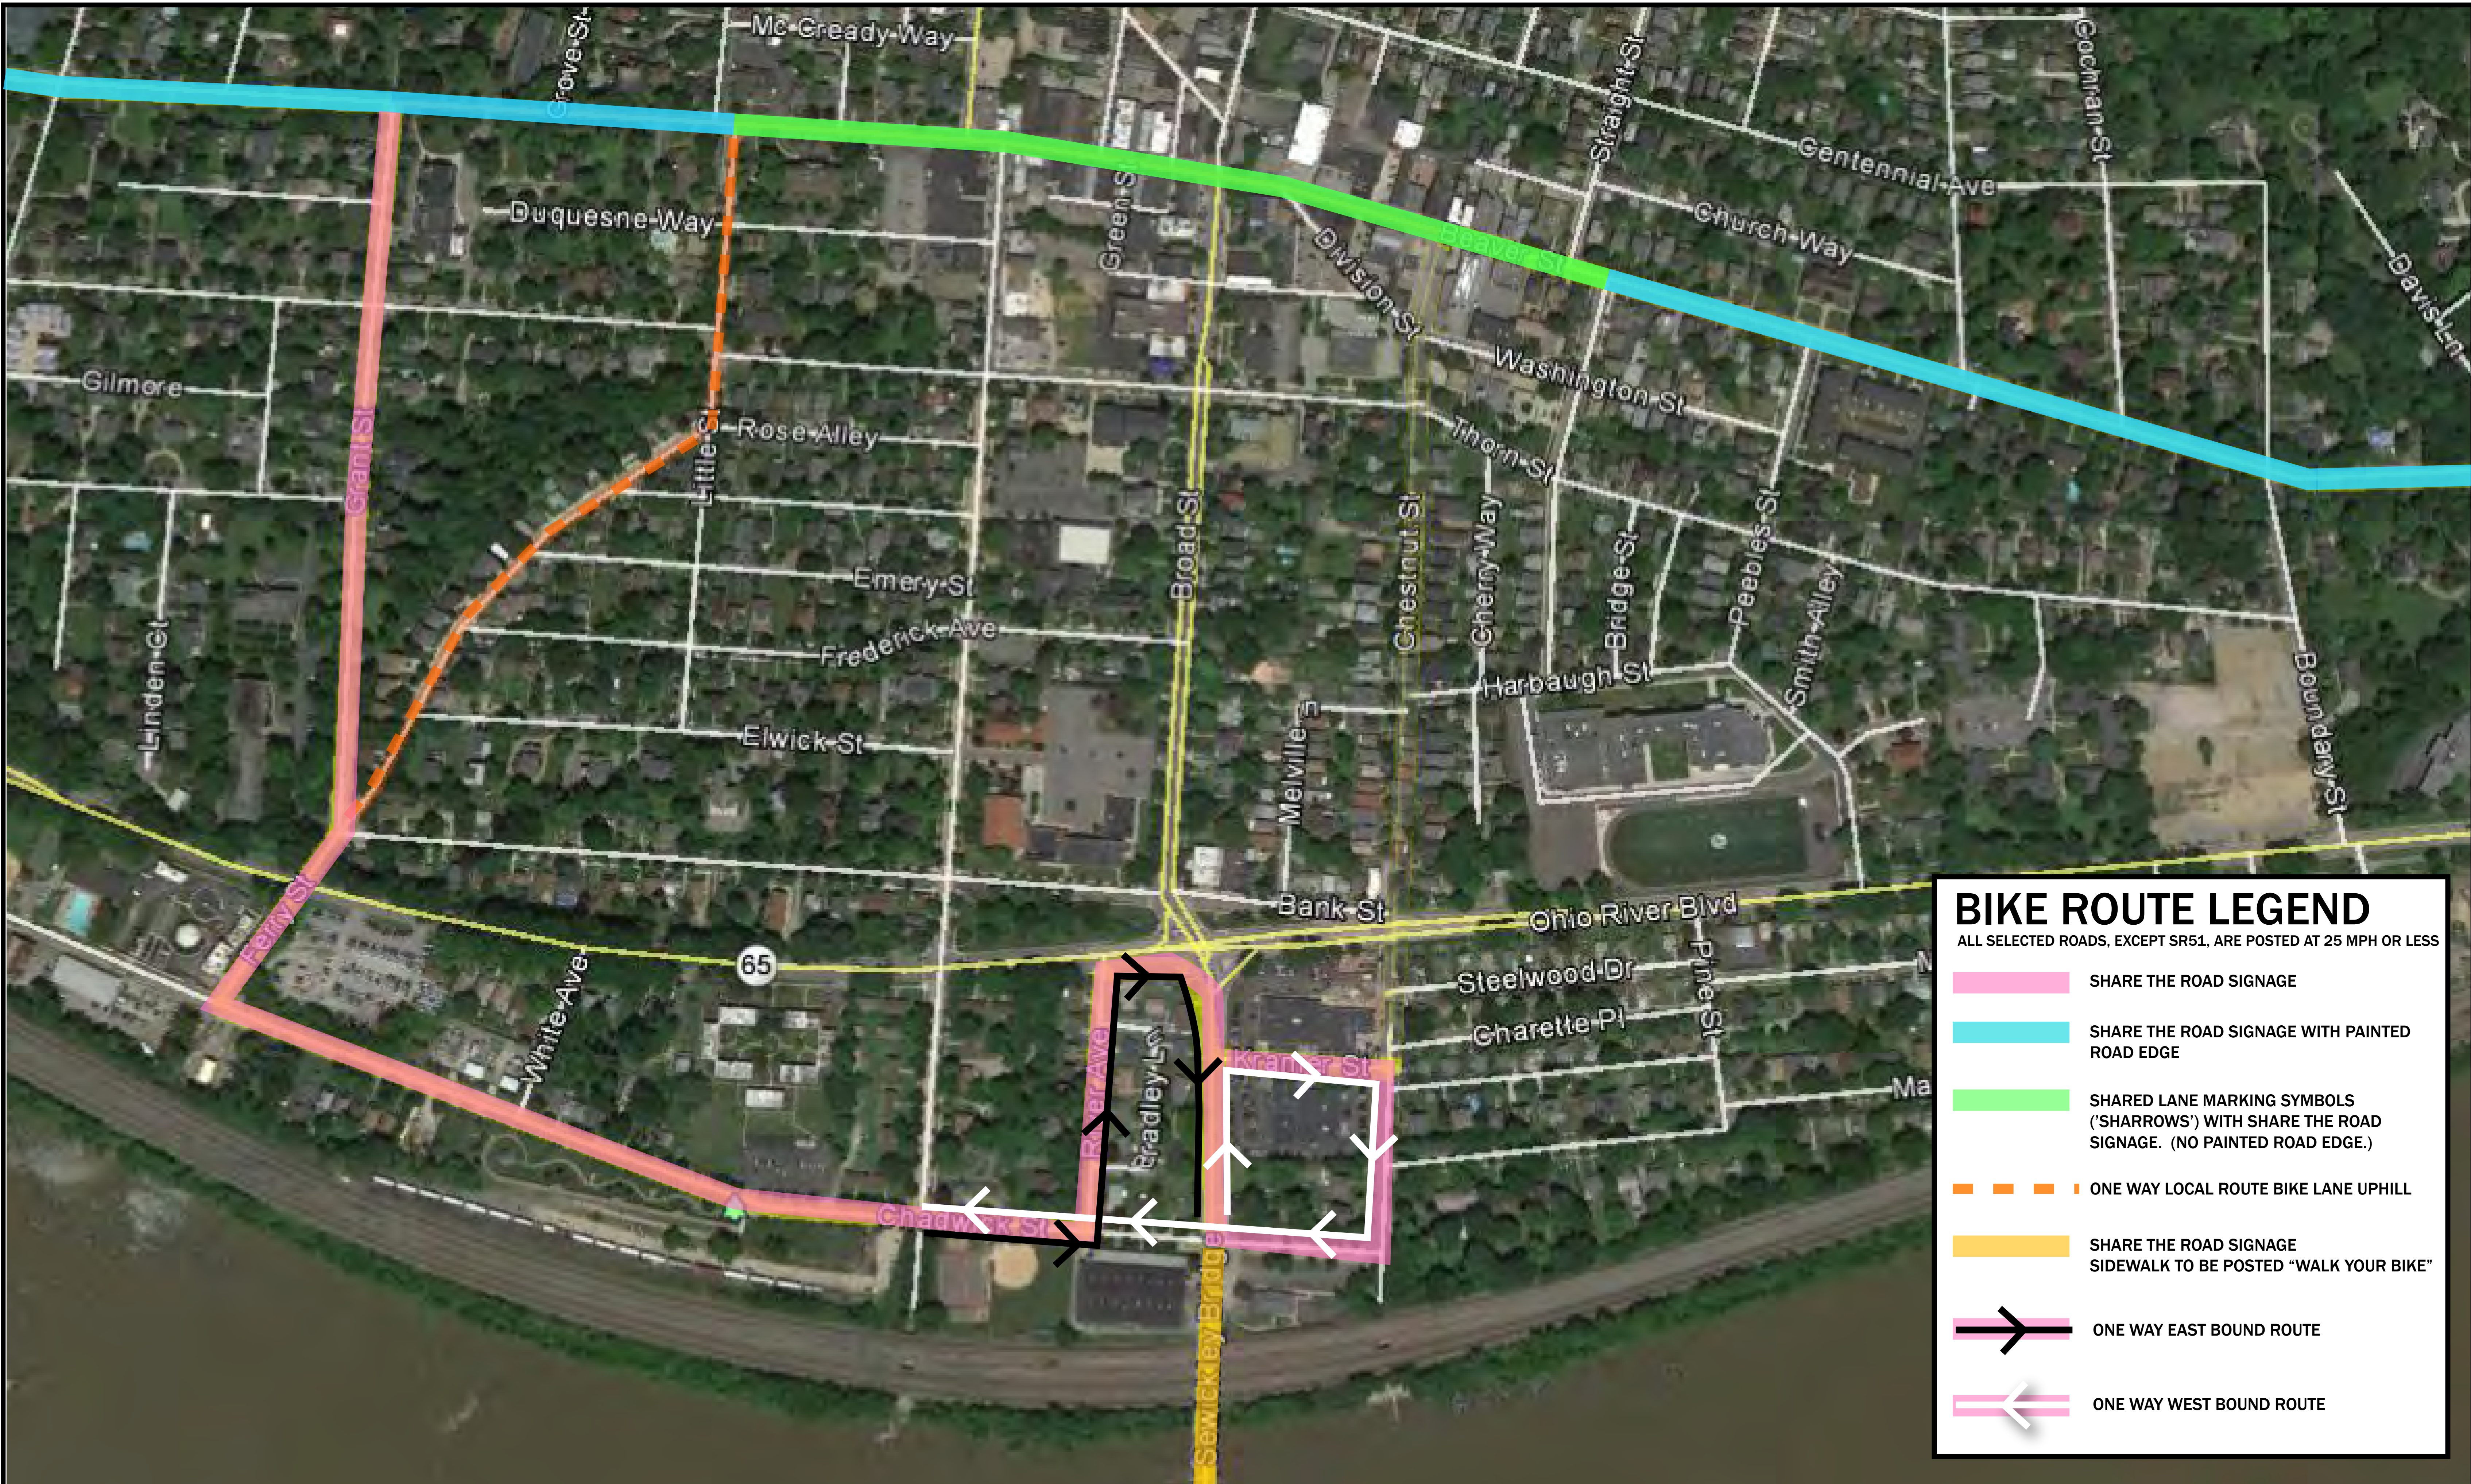 Mc Cready Way
Grove St
Cochran St
Straight St
Centennial Ave
Green St
Duquesne Way
Church Way
Division St
Beaver St
Davis Ln
Washington St
Gilmore
Grant St
Little St
Rose Alley
Thorn St
Broad St
Chestnut St
Cherry Way
Bridge St
Peebles St
Smith Alley
Emery St
Frederick Ave
Linden Ct
Harbaugh St
Boundary St
Elwick St
Melville
n
Ferry St
Bank St
Ohio River Blvd
65
White Ave
Steelwood Dr
Pine St
M
Charette Pl
River Ave
Bradley Ln
Kramer St
Ma
Chadwick St
Sewickley Bridge
BIKE ROUTE LEGEND
ALL SELECTED ROADS, EXCEPT SR51, ARE POSTED AT 25 MPH OR LESS
SHARE THE ROAD SIGNAGE
SHARE THE ROAD SIGNAGE WITH PAINTED
ROAD EDGE
SHARED LANE MARKING SYMBOLS
('SHARROWS') WITH SHARE THE ROAD
SIGNAGE. (NO PAINTED ROAD EDGE.)
ONE WAY LOCAL ROUTE BIKE LANE UPHILL
SHARE THE ROAD SIGNAGE
SIDEWALK TO BE POSTED “WALK YOUR BIKE”
ONE WAY EAST BOUND ROUTE
ONE WAY WEST BOUND ROUTE